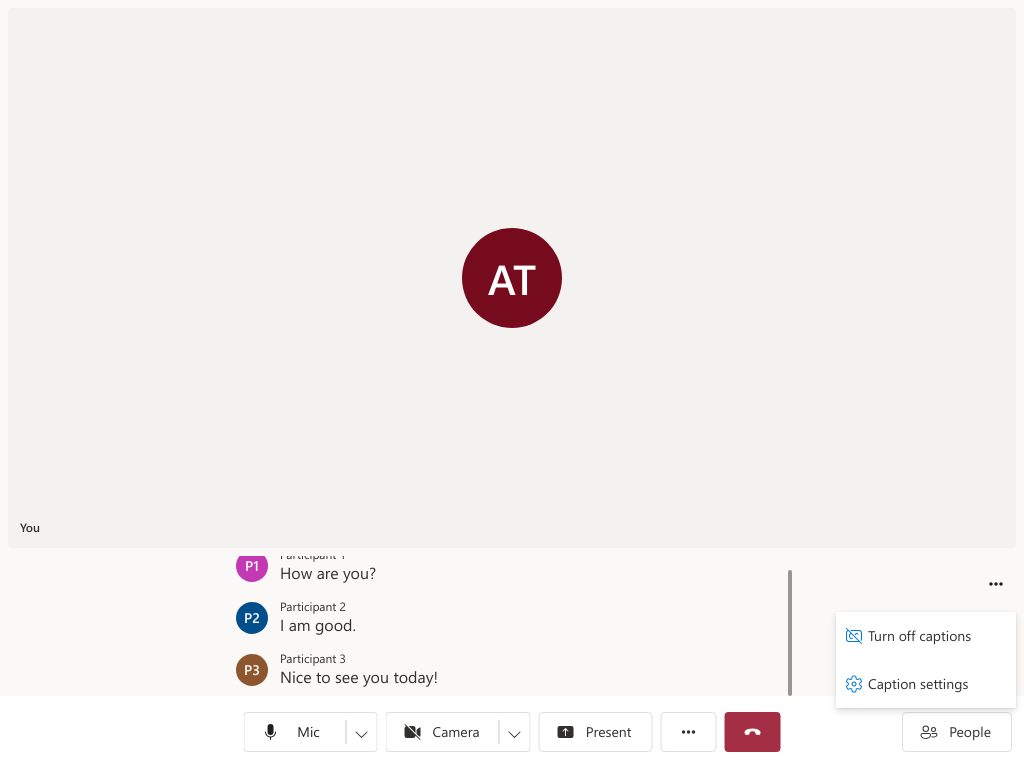 AT
You
Participant 1
P1
How are you?
Participant 2
P2
I am good.
Participant 3
P3
Nice to see you today!
Turn off captions
Caption settings
Mic
Camera
Present
People